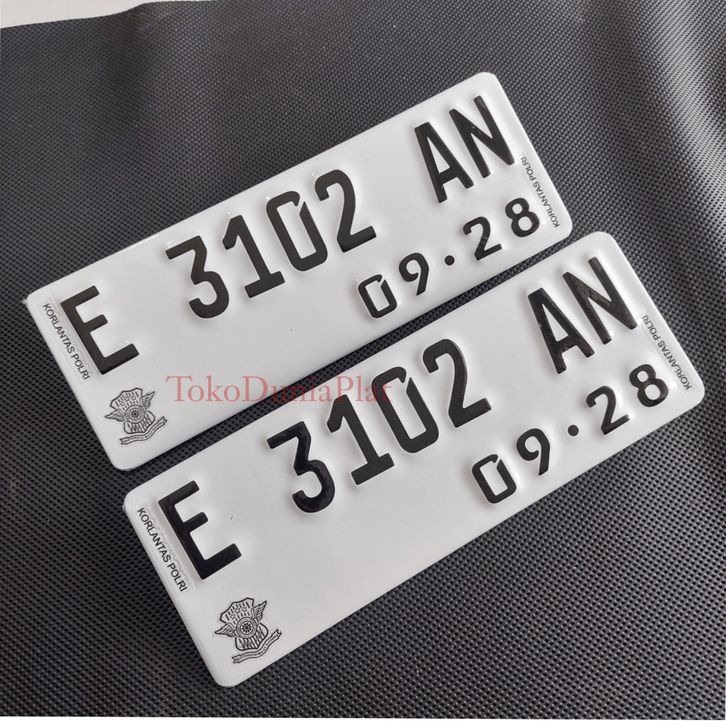 E 3102 AN
09·28
KORLANTAS POLRI
KORLANTAS POLRI
TokoDuniaPlat
E 3102 AN
09·28
KORLANTAS POLRI
KORLANTAS POLRI